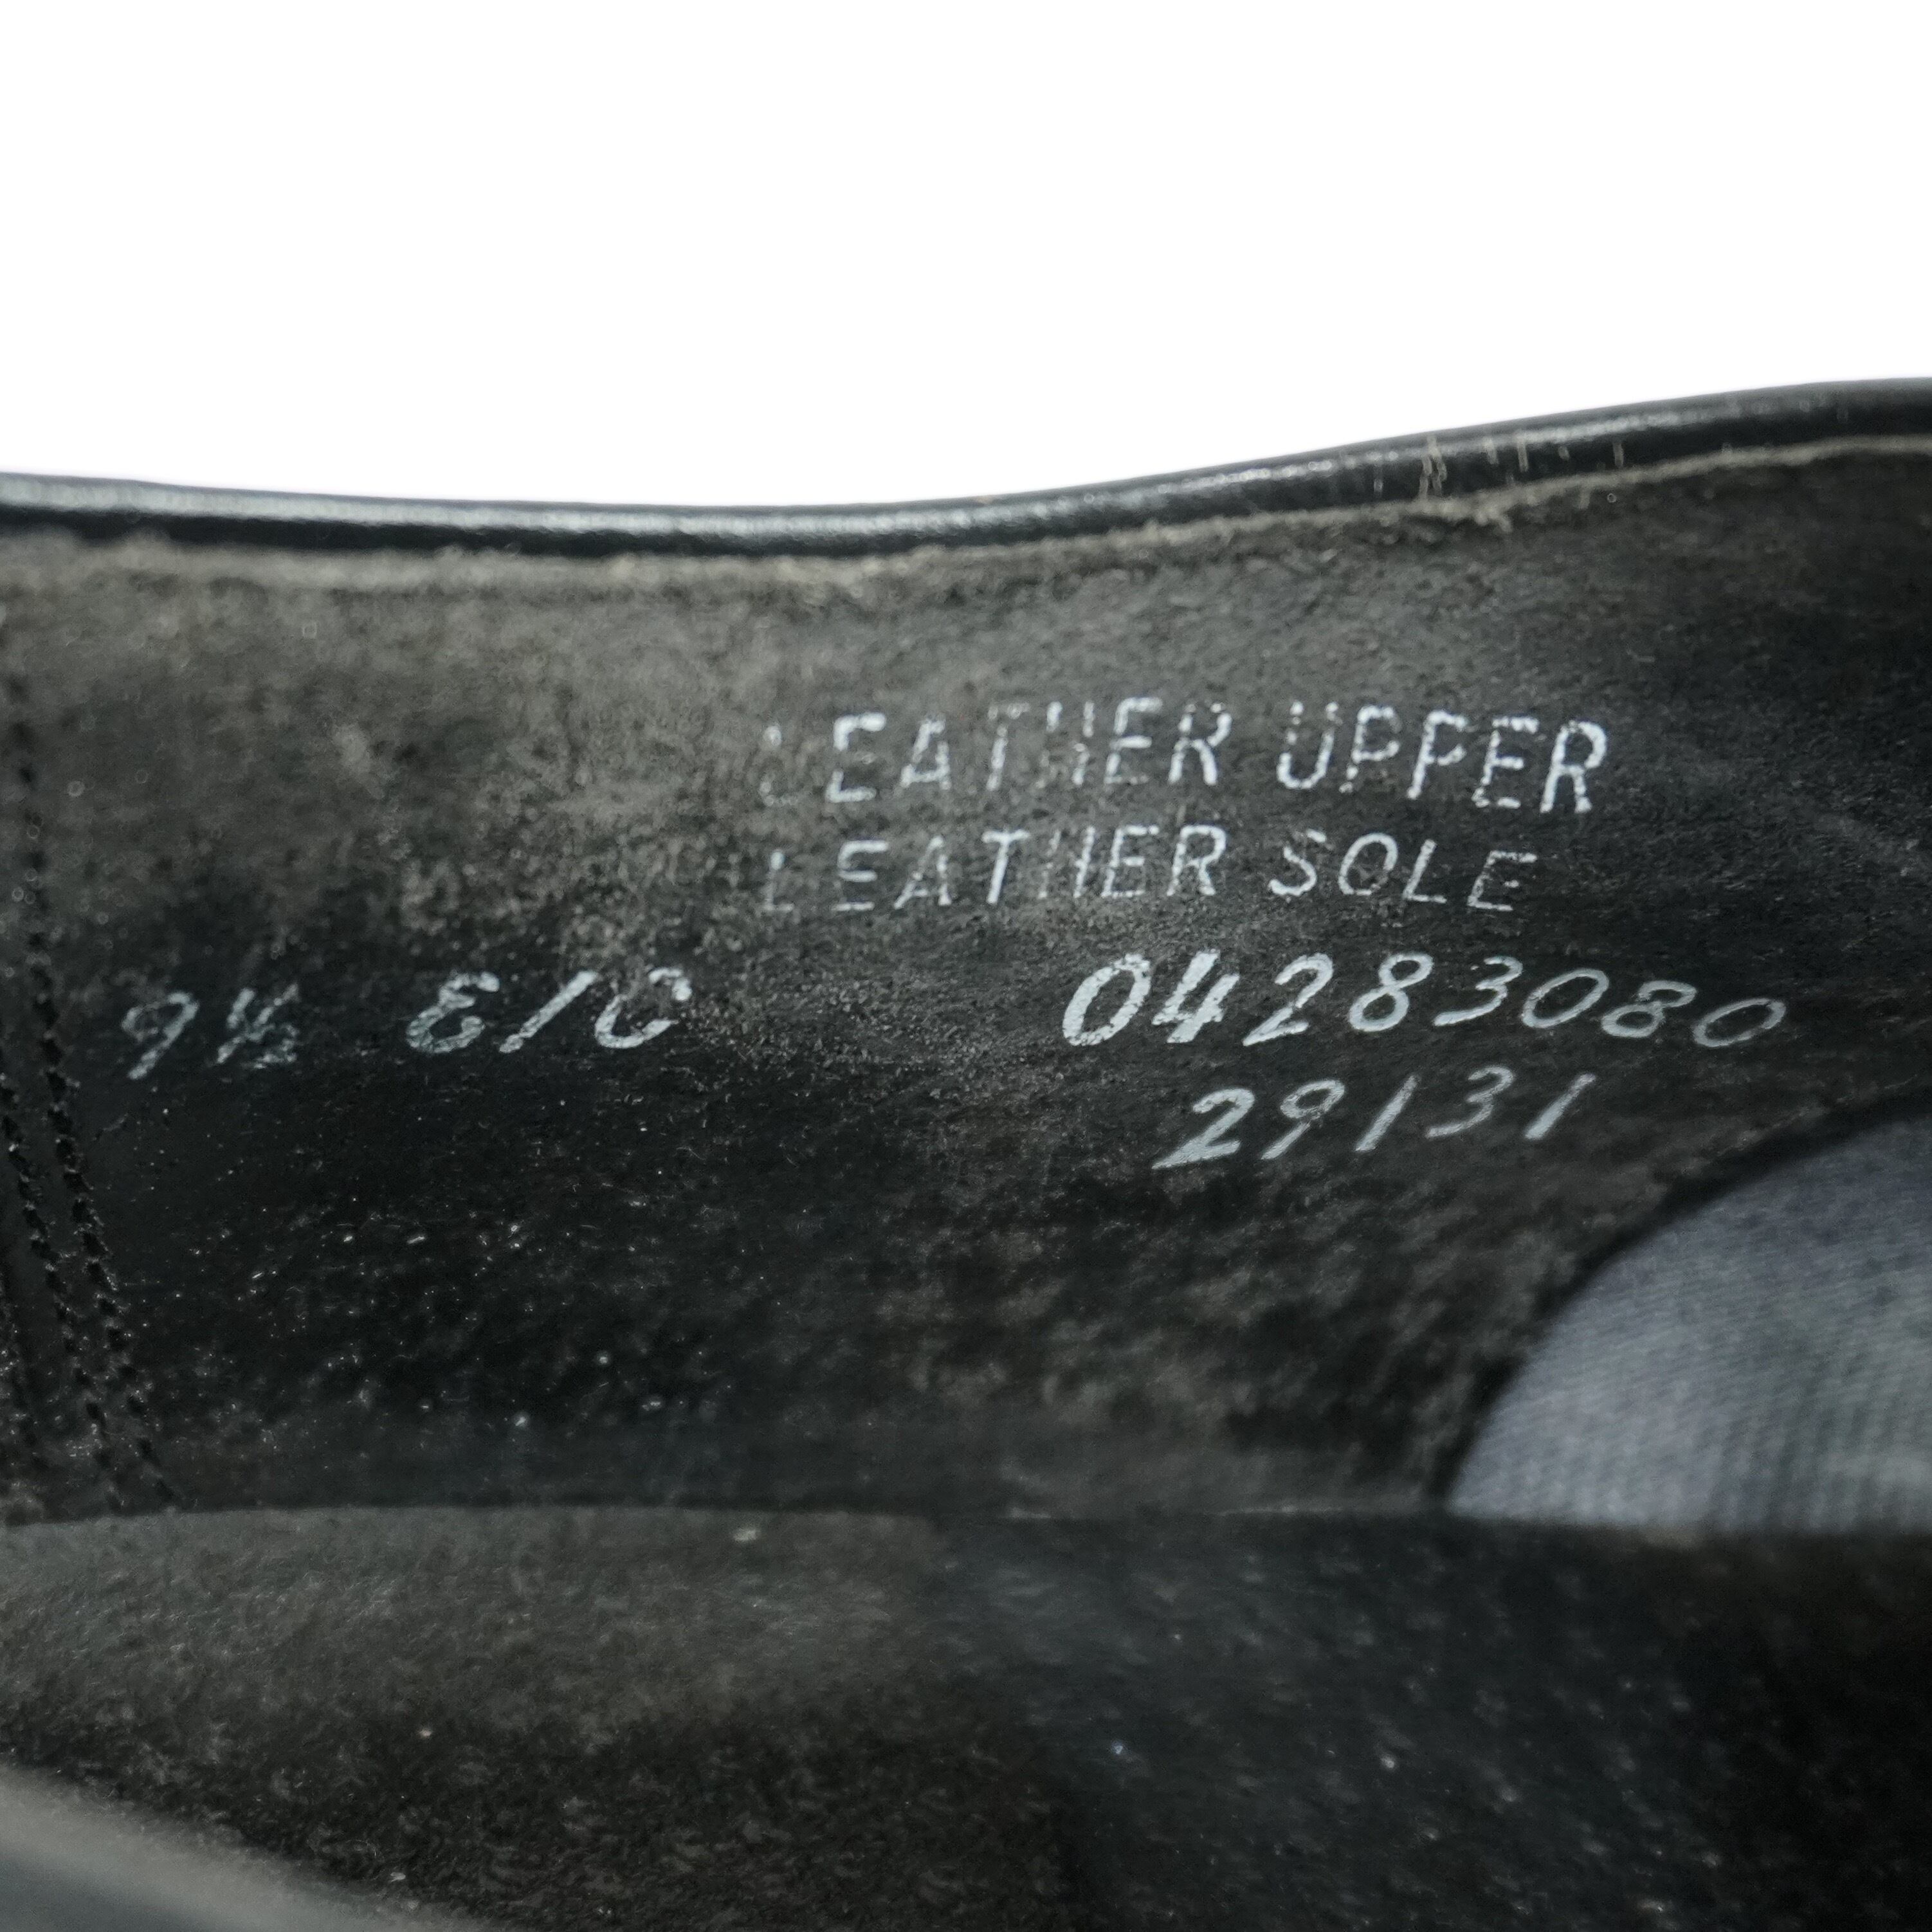 LEATHER UPPER
LEATHER SOLE
9½ E/C 04283080
29131